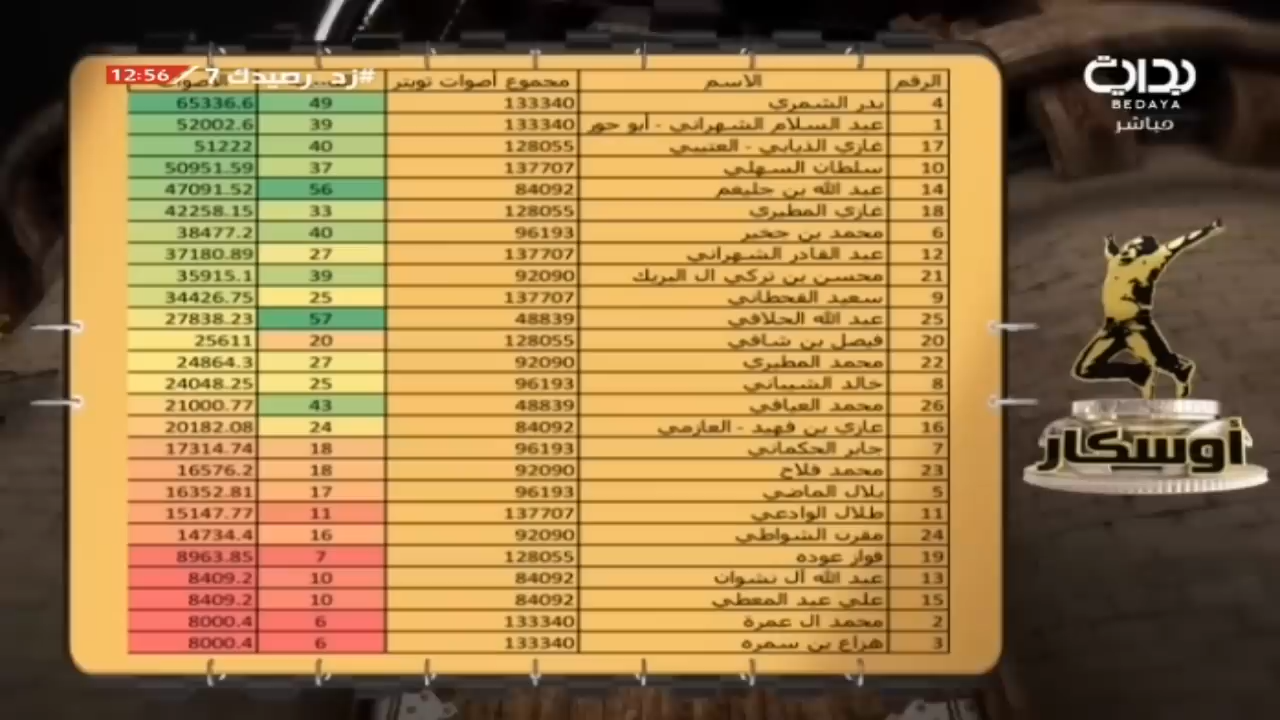 #زد_رصيدك7 12:56
بداية
BEDAYA
مباشر
الرقم الاسم مجموع أصوات تويتر
4 بدر الشمري 133340 49 65336.6
1 عبد السلام الشهراني - أبو حور 133340 39 52002.6
17 غازي الذيابي - العتيبي 128055 40 51222
10 سلطان السهلي 137707 37 50951.59
14 عبد الله بن جليغم 84092 56 47091.52
18 غازي المطيري 128055 33 42258.15
6 محمد بن جخير 96193 40 38477.2
12 عبد القادر الشهراني 137707 27 37180.89
21 محسن بن تركي ال البريك 92090 39 35915.1
9 سعيد القحطاني 137707 25 34426.75
25 عبد الله الحلافي 48839 57 27838.23
20 فيصل بن شافي 128055 20 25611
22 محمد المطيري 92090 27 24864.3
8 خالد الشيباني 96193 25 24048.25
26 محمد العيافي 48839 43 21000.77
16 غازي بن فهيد - العازمي 84092 24 20182.08
7 جابر الحكماني 96193 18 17314.74
23 محمد فلاح 92090 18 16576.2
5 بلال الماضي 96193 17 16352.81
11 طلال الوادعي 137707 11 15147.77
24 مقرن الشواطي 92090 16 14734.4
19 فواز عوده 128055 7 8963.85
13 عبد الله آل نشوان 84092 10 8409.2
15 علي عبد المعطي 84092 10 8409.2
2 محمد ال عمرة 133340 6 8000.4
3 هزاع بن سمره 133340 6 8000.4
أوسكار